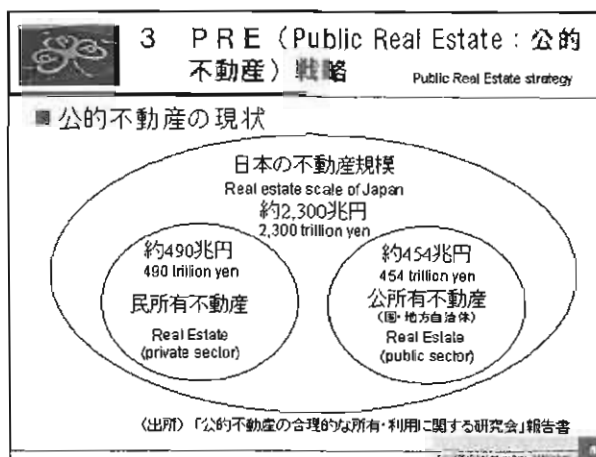 3 PRE（Public Real Estate：公的
不動産）戦略
Public Real Estate strategy
■公的不動産の現状
日本の不動産規模
Real estate scale of Japan
約2,300兆円
2,300 trillion yen
約490兆円
490 trillion yen
民所有不動産
Real Estate
(private sector)
約454兆円
454 trillion yen
公所有不動産
（国・地方自治体）
Real Estate
(public sector)
〈出所〉「公的不動産の合理的な所有・利用に関する研究会」報告書